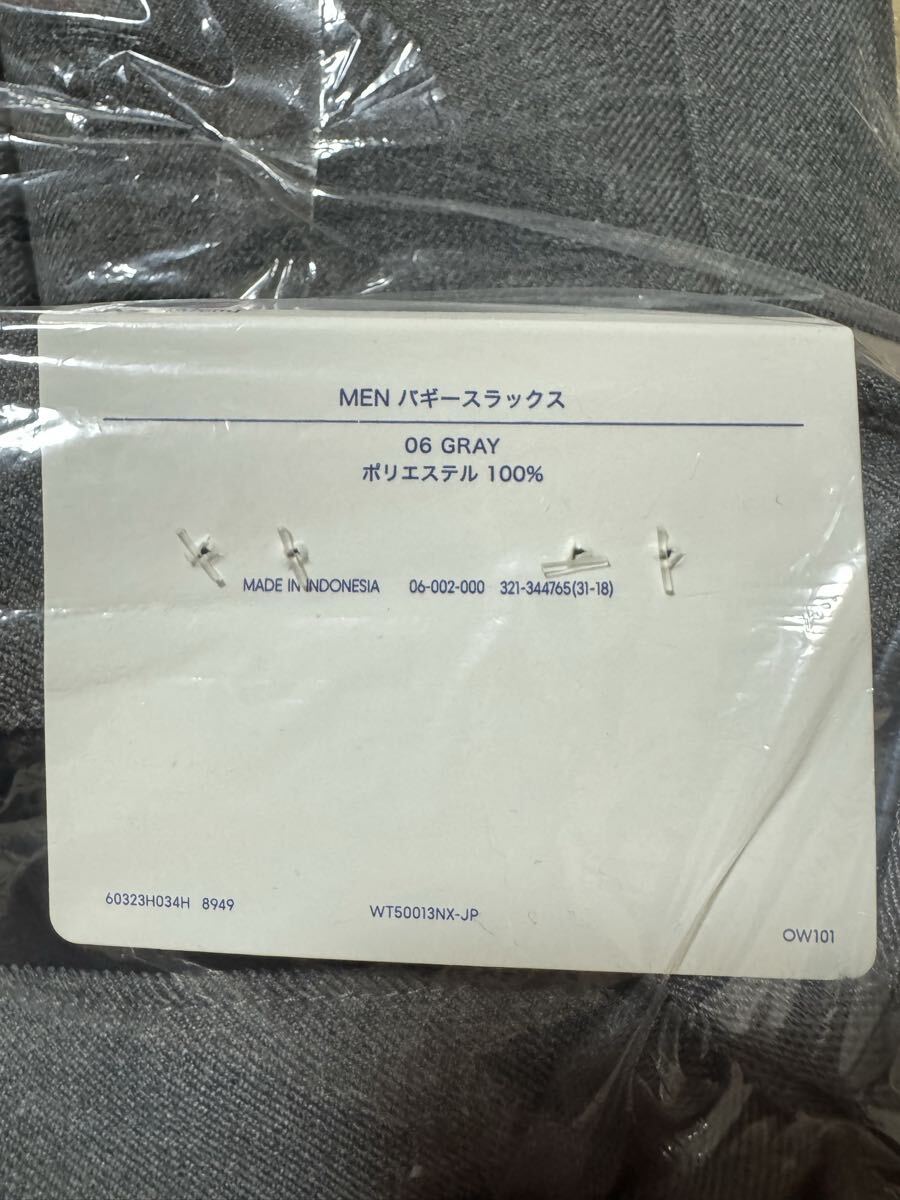 MEN バギースラックス
06 GRAY
ポリエステル 100%
MADE IN INDONESIA 06-002-000 321-344765(31-18)
60323H034H 8949
WT50013NX-JP
OW101